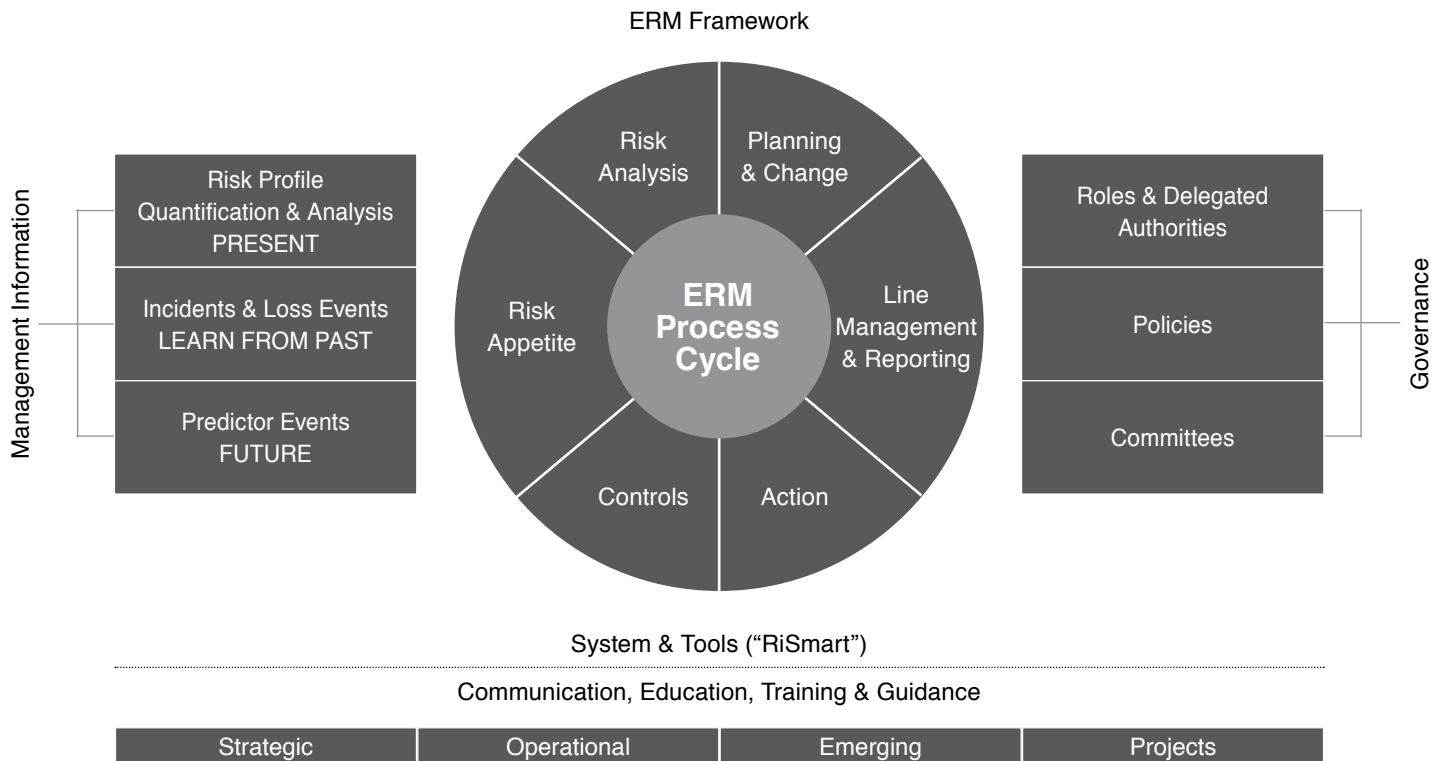 ERM Framework
Management Information
Risk Profile
Quantification & Analysis
PRESENT
Incidents & Loss Events
LEARN FROM PAST
Predictor Events
FUTURE
Risk
Analysis
Planning
& Change
Risk
Appetite
ERM
Process
Cycle
Line
Management
& Reporting
Controls
Action
Roles & Delegated
Authorities
Policies
Committees
Governance
System & Tools (“RiSmart”)
Communication, Education, Training & Guidance
Strategic
Operational
Emerging
Projects